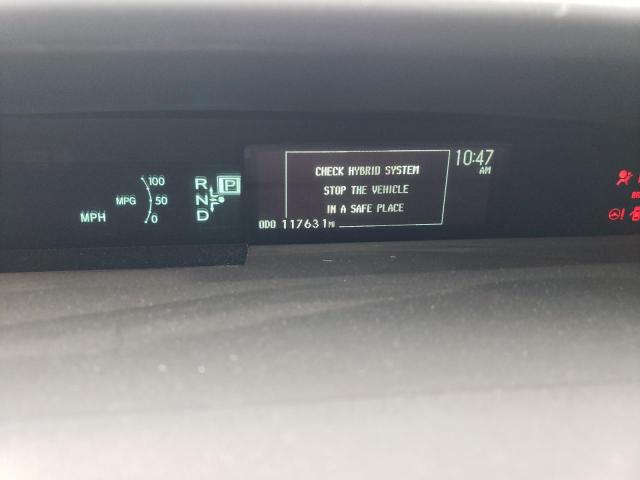 100
MPG 50
MPH 0
R P
N
D
CHECK HYBRID SYSTEM
STOP THE VEHICLE
IN A SAFE PLACE
ODO 117631 MI
10:47
AM